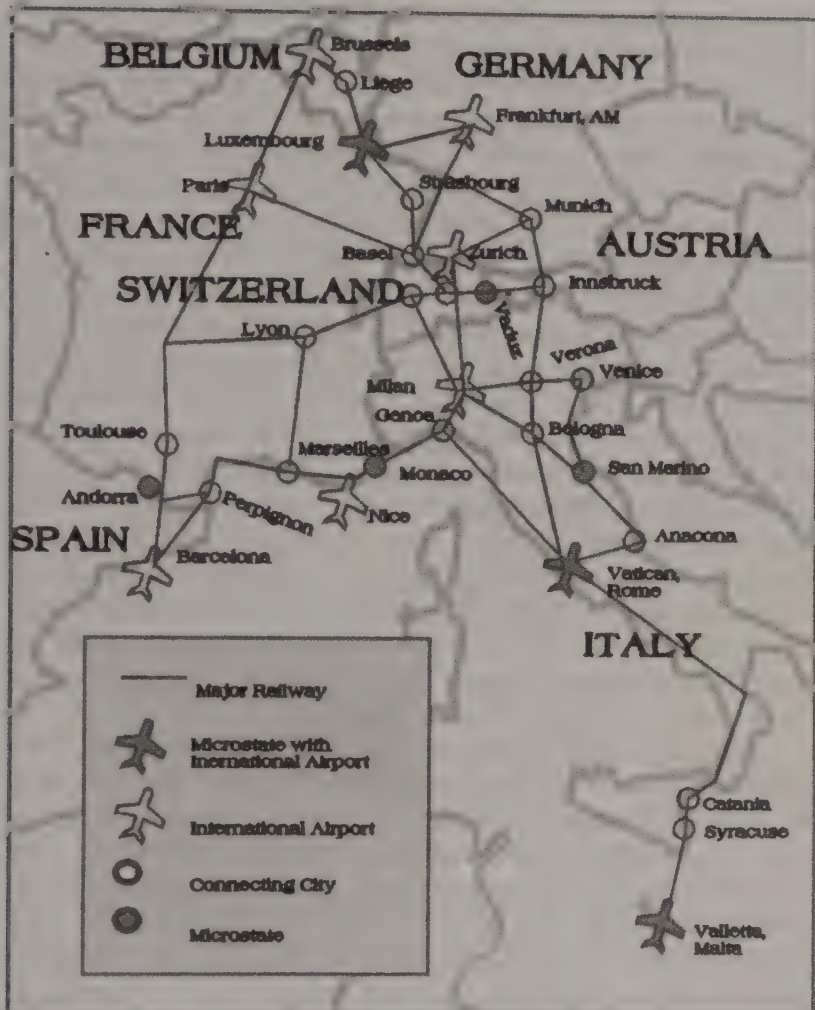 BELGIUM
Brussels
GERMANY
Liege
Frankfurt, AM
Luxembourg
Paris
Strasbourg
Munich
FRANCE
Basel
Zurich
AUSTRIA
SWITZERLAND
Innsbruck
Vaduz
Lyon
Verona
Venice
Milan
Genoa
Toulouse
Marseilles
Bologna
Monaco
San Marino
Andorra
Perpignon
Nice
SPAIN
Barcelona
Anacona
Vatican,
Rome
ITALY
Major Railway
Microstate with
Inernational Airport
International Airport
Connecting City
Microstate
Catania
Syracuse
Valletta,
Malta